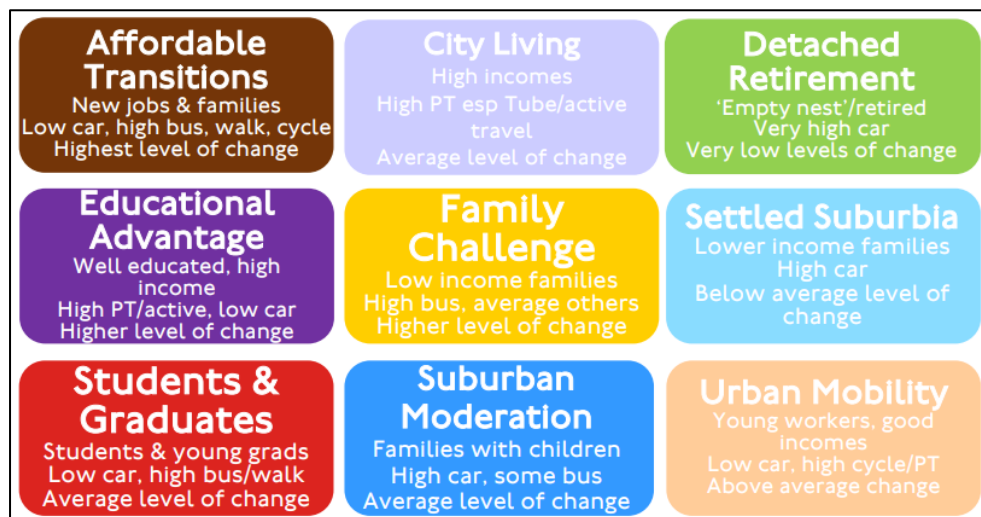 Affordable
Transitions
New jobs & families
Low car, high bus, walk, cycle
Highest level of change
City Living
High incomes
High PT esp Tube/active
travel
Average level of change
Detached
Retirement
‘Empty nest’/retired
Very high car
Very low levels of change
Educational
Advantage
Well educated, high
income
High PT/active, low car
Higher level of change
Family
Challenge
Low income families
High bus, average others
Higher level of change
Settled Suburbia
Lower income families
High car
Below average level of
change
Students &
Graduates
Students & young grads
Low car, high bus/walk
Average level of change
Suburban
Moderation
Families with children
High car, some bus
Average level of change
Urban Mobility
Young workers, good
incomes
Low car, high cycle/PT
Above average change